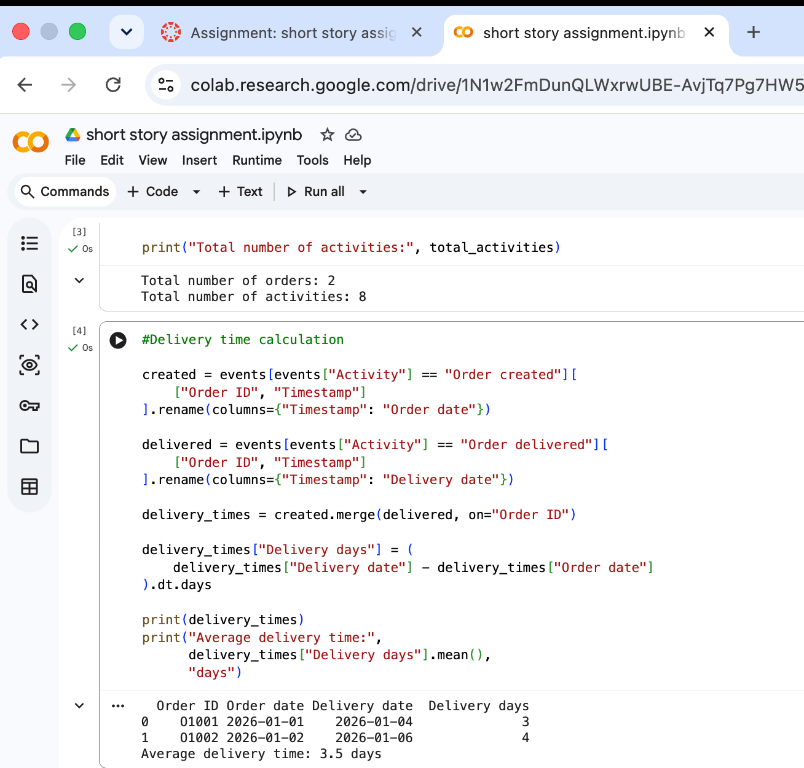 Assignment: short story assig
short story assignment.ipynb
colab.research.google.com/drive/1N1w2FmDunQLWxrwUBE-AvjTq7Pg7HW5
short story assignment.ipynb
File Edit View Insert Runtime Tools Help
Commands + Code + Text Run all
[3]
0s
print("Total number of activities:", total_activities)
Total number of orders: 2
Total number of activities: 8
[4]
0s
#Delivery time calculation
created = events[events["Activity"] == "Order created"][
    ["Order ID", "Timestamp"]
].rename(columns={"Timestamp": "Order date"})
delivered = events[events["Activity"] == "Order delivered"][
    ["Order ID", "Timestamp"]
].rename(columns={"Timestamp": "Delivery date"})
delivery_times = created.merge(delivered, on="Order ID")
delivery_times["Delivery days"] = (
    delivery_times["Delivery date"] - delivery_times["Order date"]
).dt.days
print(delivery_times)
print("Average delivery time:",
      delivery_times["Delivery days"].mean(),
      "days")
  Order ID Order date Delivery date  Delivery days
0    O1001 2026-01-01    2026-01-04              3
1    O1002 2026-01-02    2026-01-06              4
Average delivery time: 3.5 days